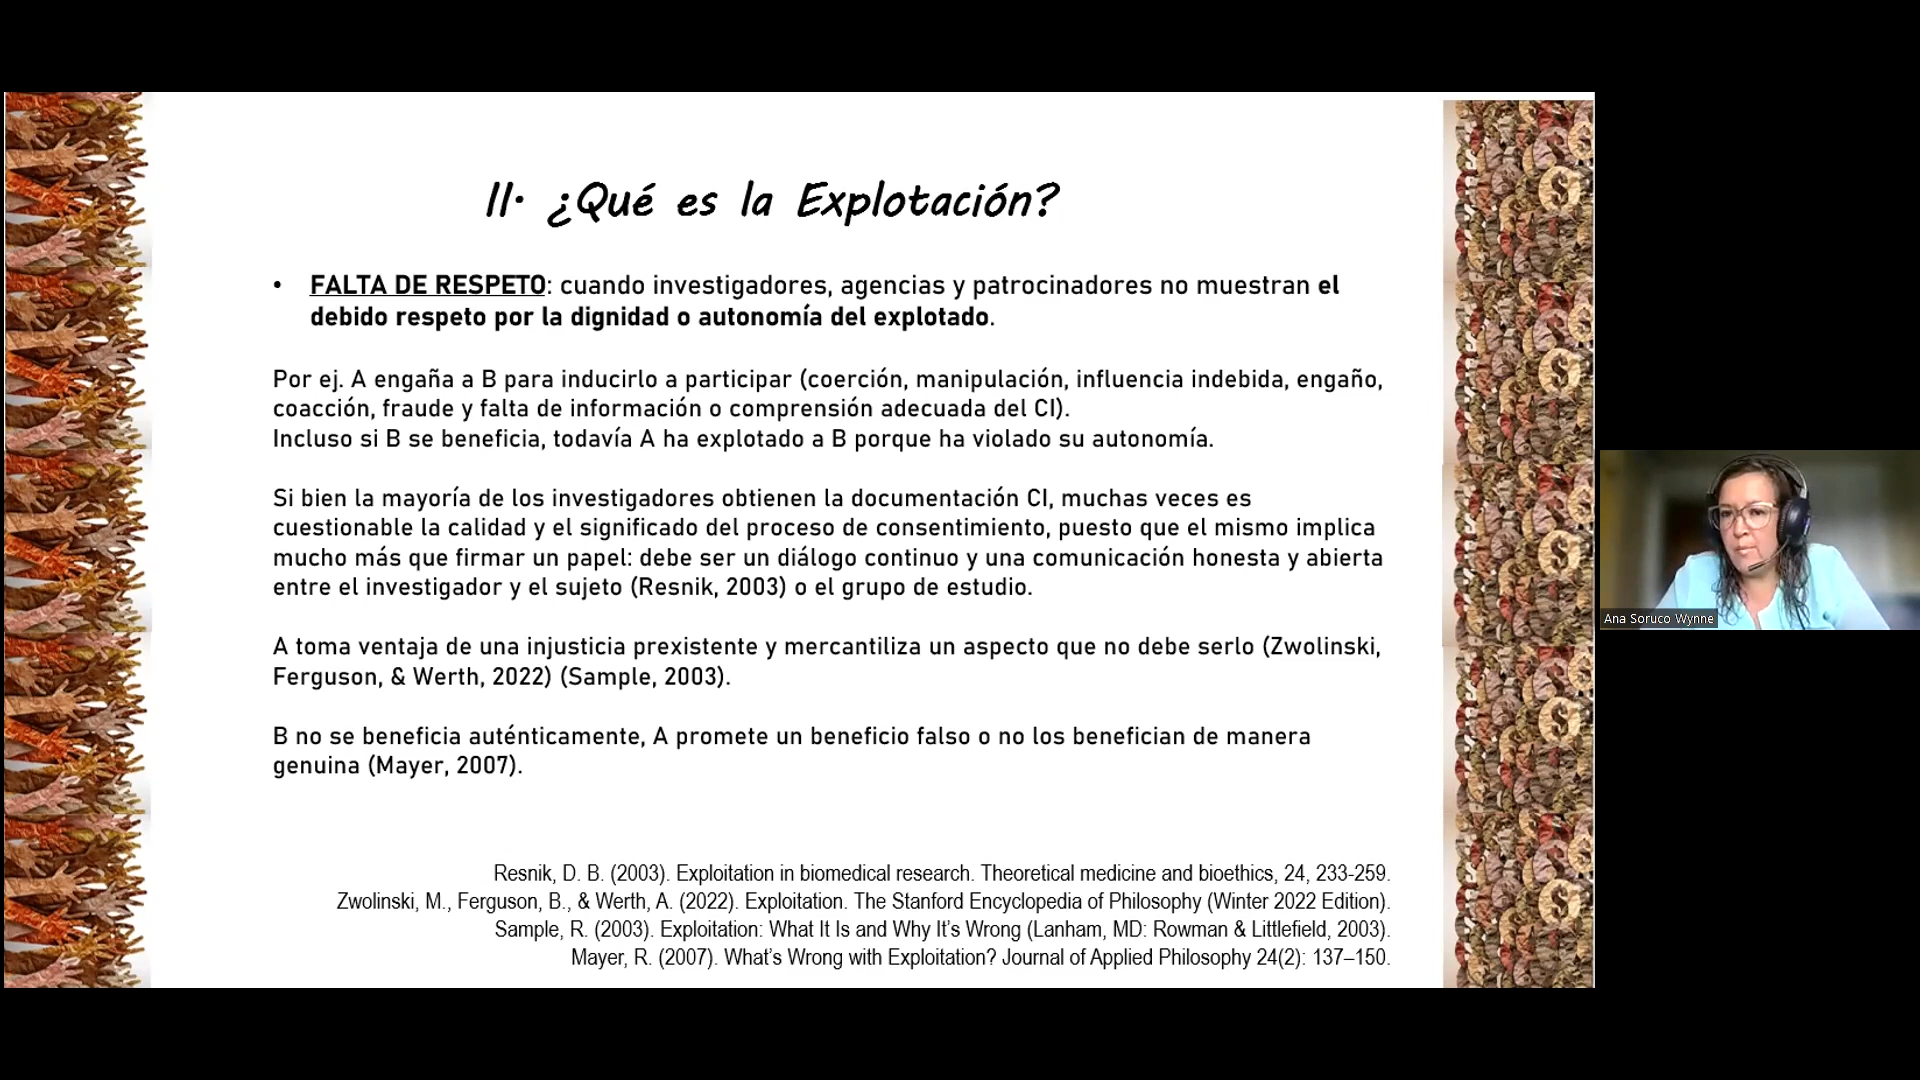 II. ¿Qué es la Explotación?
• FALTA DE RESPETO: cuando investigadores, agencias y patrocinadores no muestran el
debido respeto por la dignidad o autonomía del explotado.
Por ej. A engaña a B para inducirlo a participar (coerción, manipulación, influencia indebida, engaño,
coacción, fraude y falta de información o comprensión adecuada del CI).
Incluso si B se beneficia, todavía A ha explotado a B porque ha violado su autonomía.
Si bien la mayoría de los investigadores obtienen la documentación CI, muchas veces es
cuestionable la calidad y el significado del proceso de consentimiento, puesto que el mismo implica
mucho más que firmar un papel: debe ser un diálogo continuo y una comunicación honesta y abierta
entre el investigador y el sujeto (Resnik, 2003) o el grupo de estudio.
A toma ventaja de una injusticia prexistente y mercantiliza un aspecto que no debe serlo (Zwolinski,
Ferguson, & Werth, 2022) (Sample, 2003).
B no se beneficia auténticamente, A promete un beneficio falso o no los benefician de manera
genuina (Mayer, 2007).
Resnik, D. B. (2003). Exploitation in biomedical research. Theoretical medicine and bioethics, 24, 233-259.
Zwolinski, M., Ferguson, B., & Werth, A. (2022). Exploitation. The Stanford Encyclopedia of Philosophy (Winter 2022 Edition).
Sample, R. (2003). Exploitation: What It Is and Why It's Wrong (Lanham, MD: Rowman & Littlefield, 2003).
Mayer, R. (2007). What's Wrong with Exploitation? Journal of Applied Philosophy 24(2): 137–150.
Ana Soruco Wynne